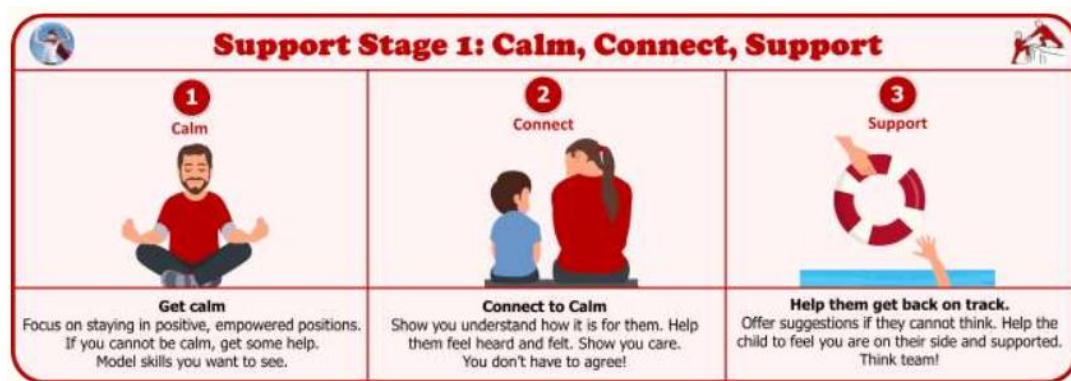 Support Stage 1: Calm, Connect, Support
1
Calm
Get calm
Focus on staying in positive, empowered positions.
If you cannot be calm, get some help.
Model skills you want to see.
2
Connect
Connect to Calm
Show you understand how it is for them. Help
them feel heard and felt. Show you care.
You don't have to agree!
3
Support
Help them get back on track.
Offer suggestions if they cannot think. Help the
child to feel you are on their side and supported.
Think team!